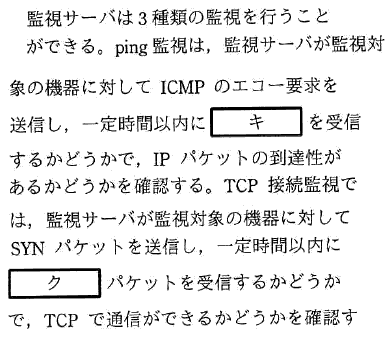 監視サーバは3種類の監視を行うこと
ができる。ping 監視は，監視サーバが監視対
象の機器に対して ICMP のエコー要求を
送信し，一定時間以内に キ を受信
するかどうかで，IP パケットの到達性が
あるかどうかを確認する。TCP 接続監視で
は，監視サーバが監視対象の機器に対して
SYN パケットを送信し，一定時間以内に
ク パケットを受信するかどうか
で，TCP で通信ができるかどうかを確認す